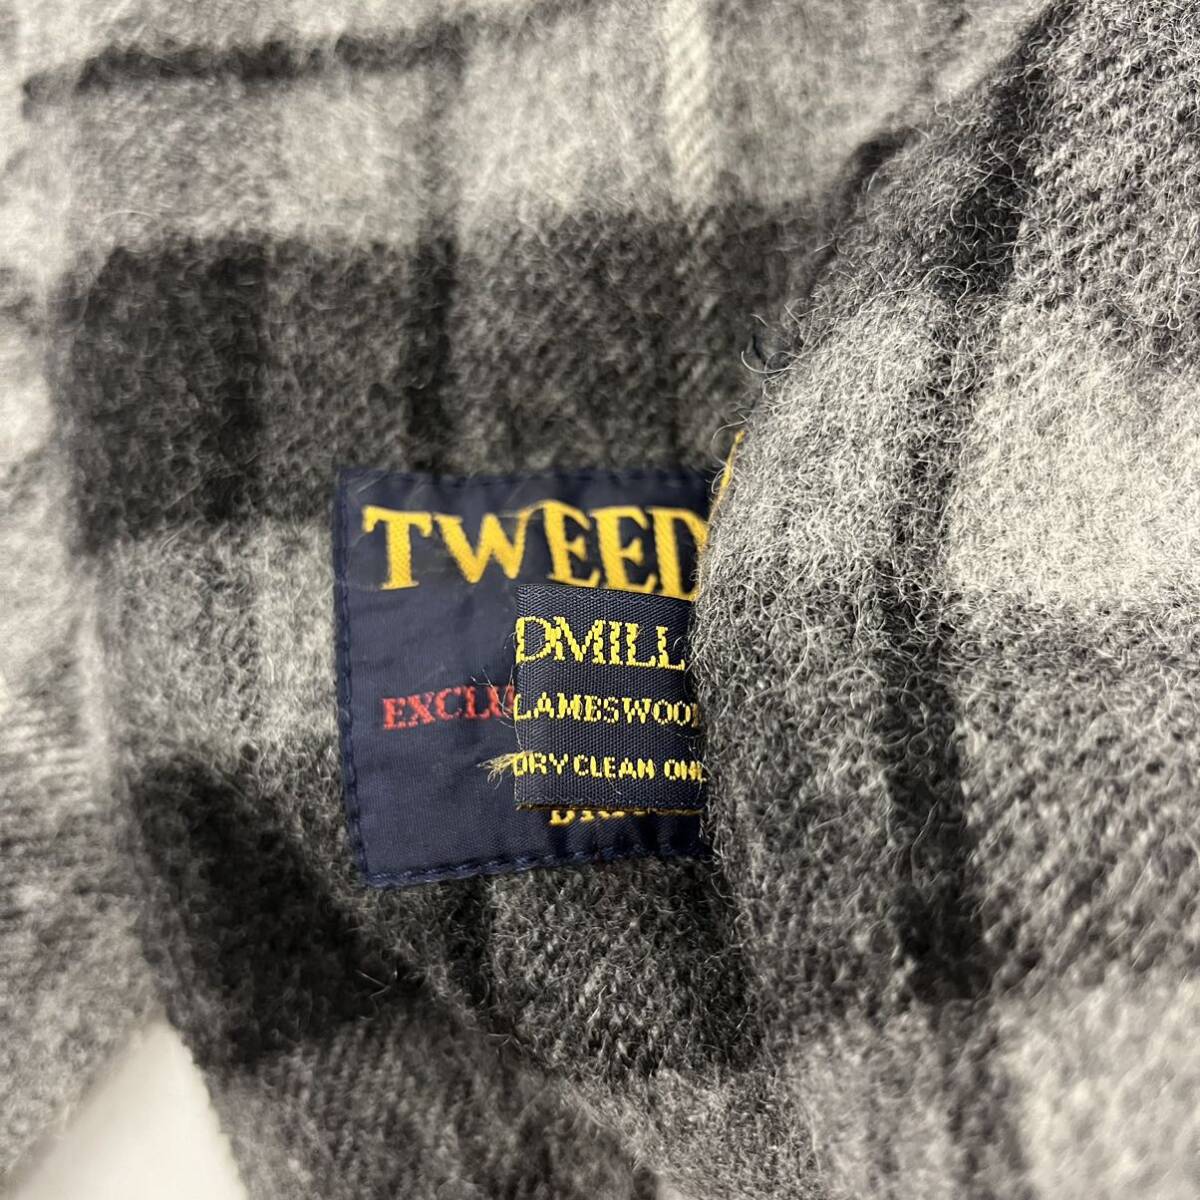 TWEED
DMILL
EXCLU
LAMBSWOOL
DRY CLEAN ONL